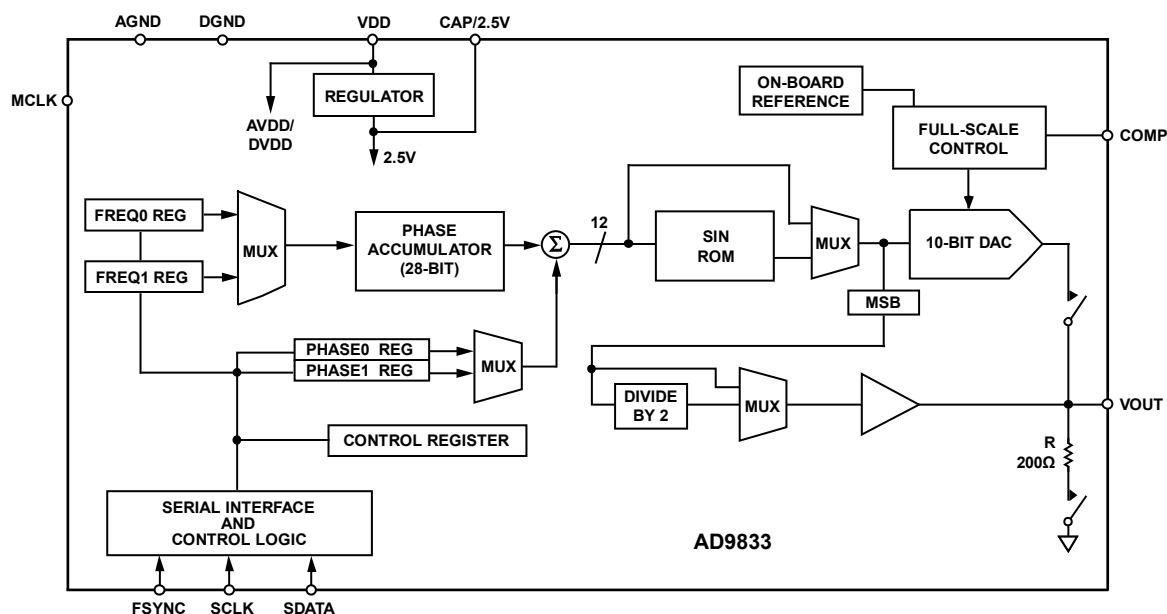 AGND
DGND
VDD
CAP/2.5V
MCLK
REGULATOR
AVDD/
DVDD
2.5V
ON-BOARD
REFERENCE
FULL-SCALE
CONTROL
COMP
FREQ0 REG
FREQ1 REG
MUX
PHASE
ACCUMULATOR
(28-BIT)
Σ
12
SIN
ROM
MUX
10-BIT DAC
MSB
PHASE0 REG
PHASE1 REG
MUX
DIVIDE
BY 2
MUX
VOUT
CONTROL REGISTER
R
200Ω
SERIAL INTERFACE
AND
CONTROL LOGIC
AD9833
FSYNC
SCLK
SDATA